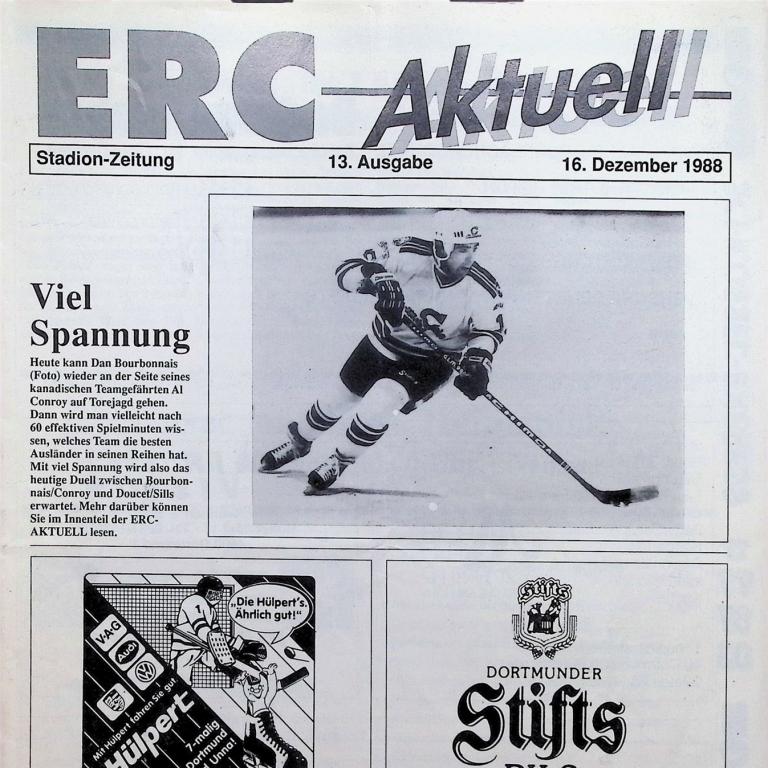 ERC Aktuell
Stadion-Zeitung 13. Ausgabe 16. Dezember 1988
Viel
Spannung
Heute kann Dan Bourbonnais
(Foto) wieder an der Seite seines
kanadischen Teamgefährten Al
Conroy auf Torejagd gehen.
Dann wird man vielleicht nach
60 effektiven Spielminuten wis-
sen, welches Team die besten
Ausländer in seinen Reihen hat.
Mit viel Spannung wird also das
heutige Duell zwischen Bourbon-
nais/Conroy und Doucet/Sills
erwartet. Mehr darüber können
Sie im Innenteil der ERC-
AKTUELL lesen.
„Die Hülpert's.
Ährlich gut!“
V·A·G
Audi
Mit Hülpert fahren Sie gut
Hülpert
7-malig
Dortmund
Unna!
Stifts
DORTMUNDER
Stifts